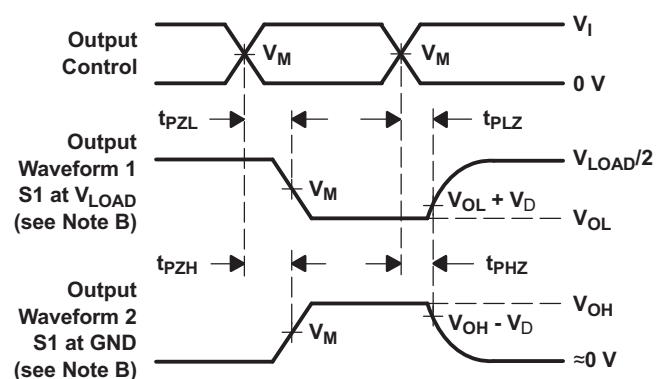 Output
Control
V_M
V_M
V_I
0 V
t_PZL
t_PLZ
Output
Waveform 1
S1 at V_LOAD
(see Note B)
V_M
V_LOAD/2
V_OL + V_D
V_OL
t_PZH
t_PHZ
Output
Waveform 2
S1 at GND
(see Note B)
V_M
V_OH
V_OH - V_D
≈0 V